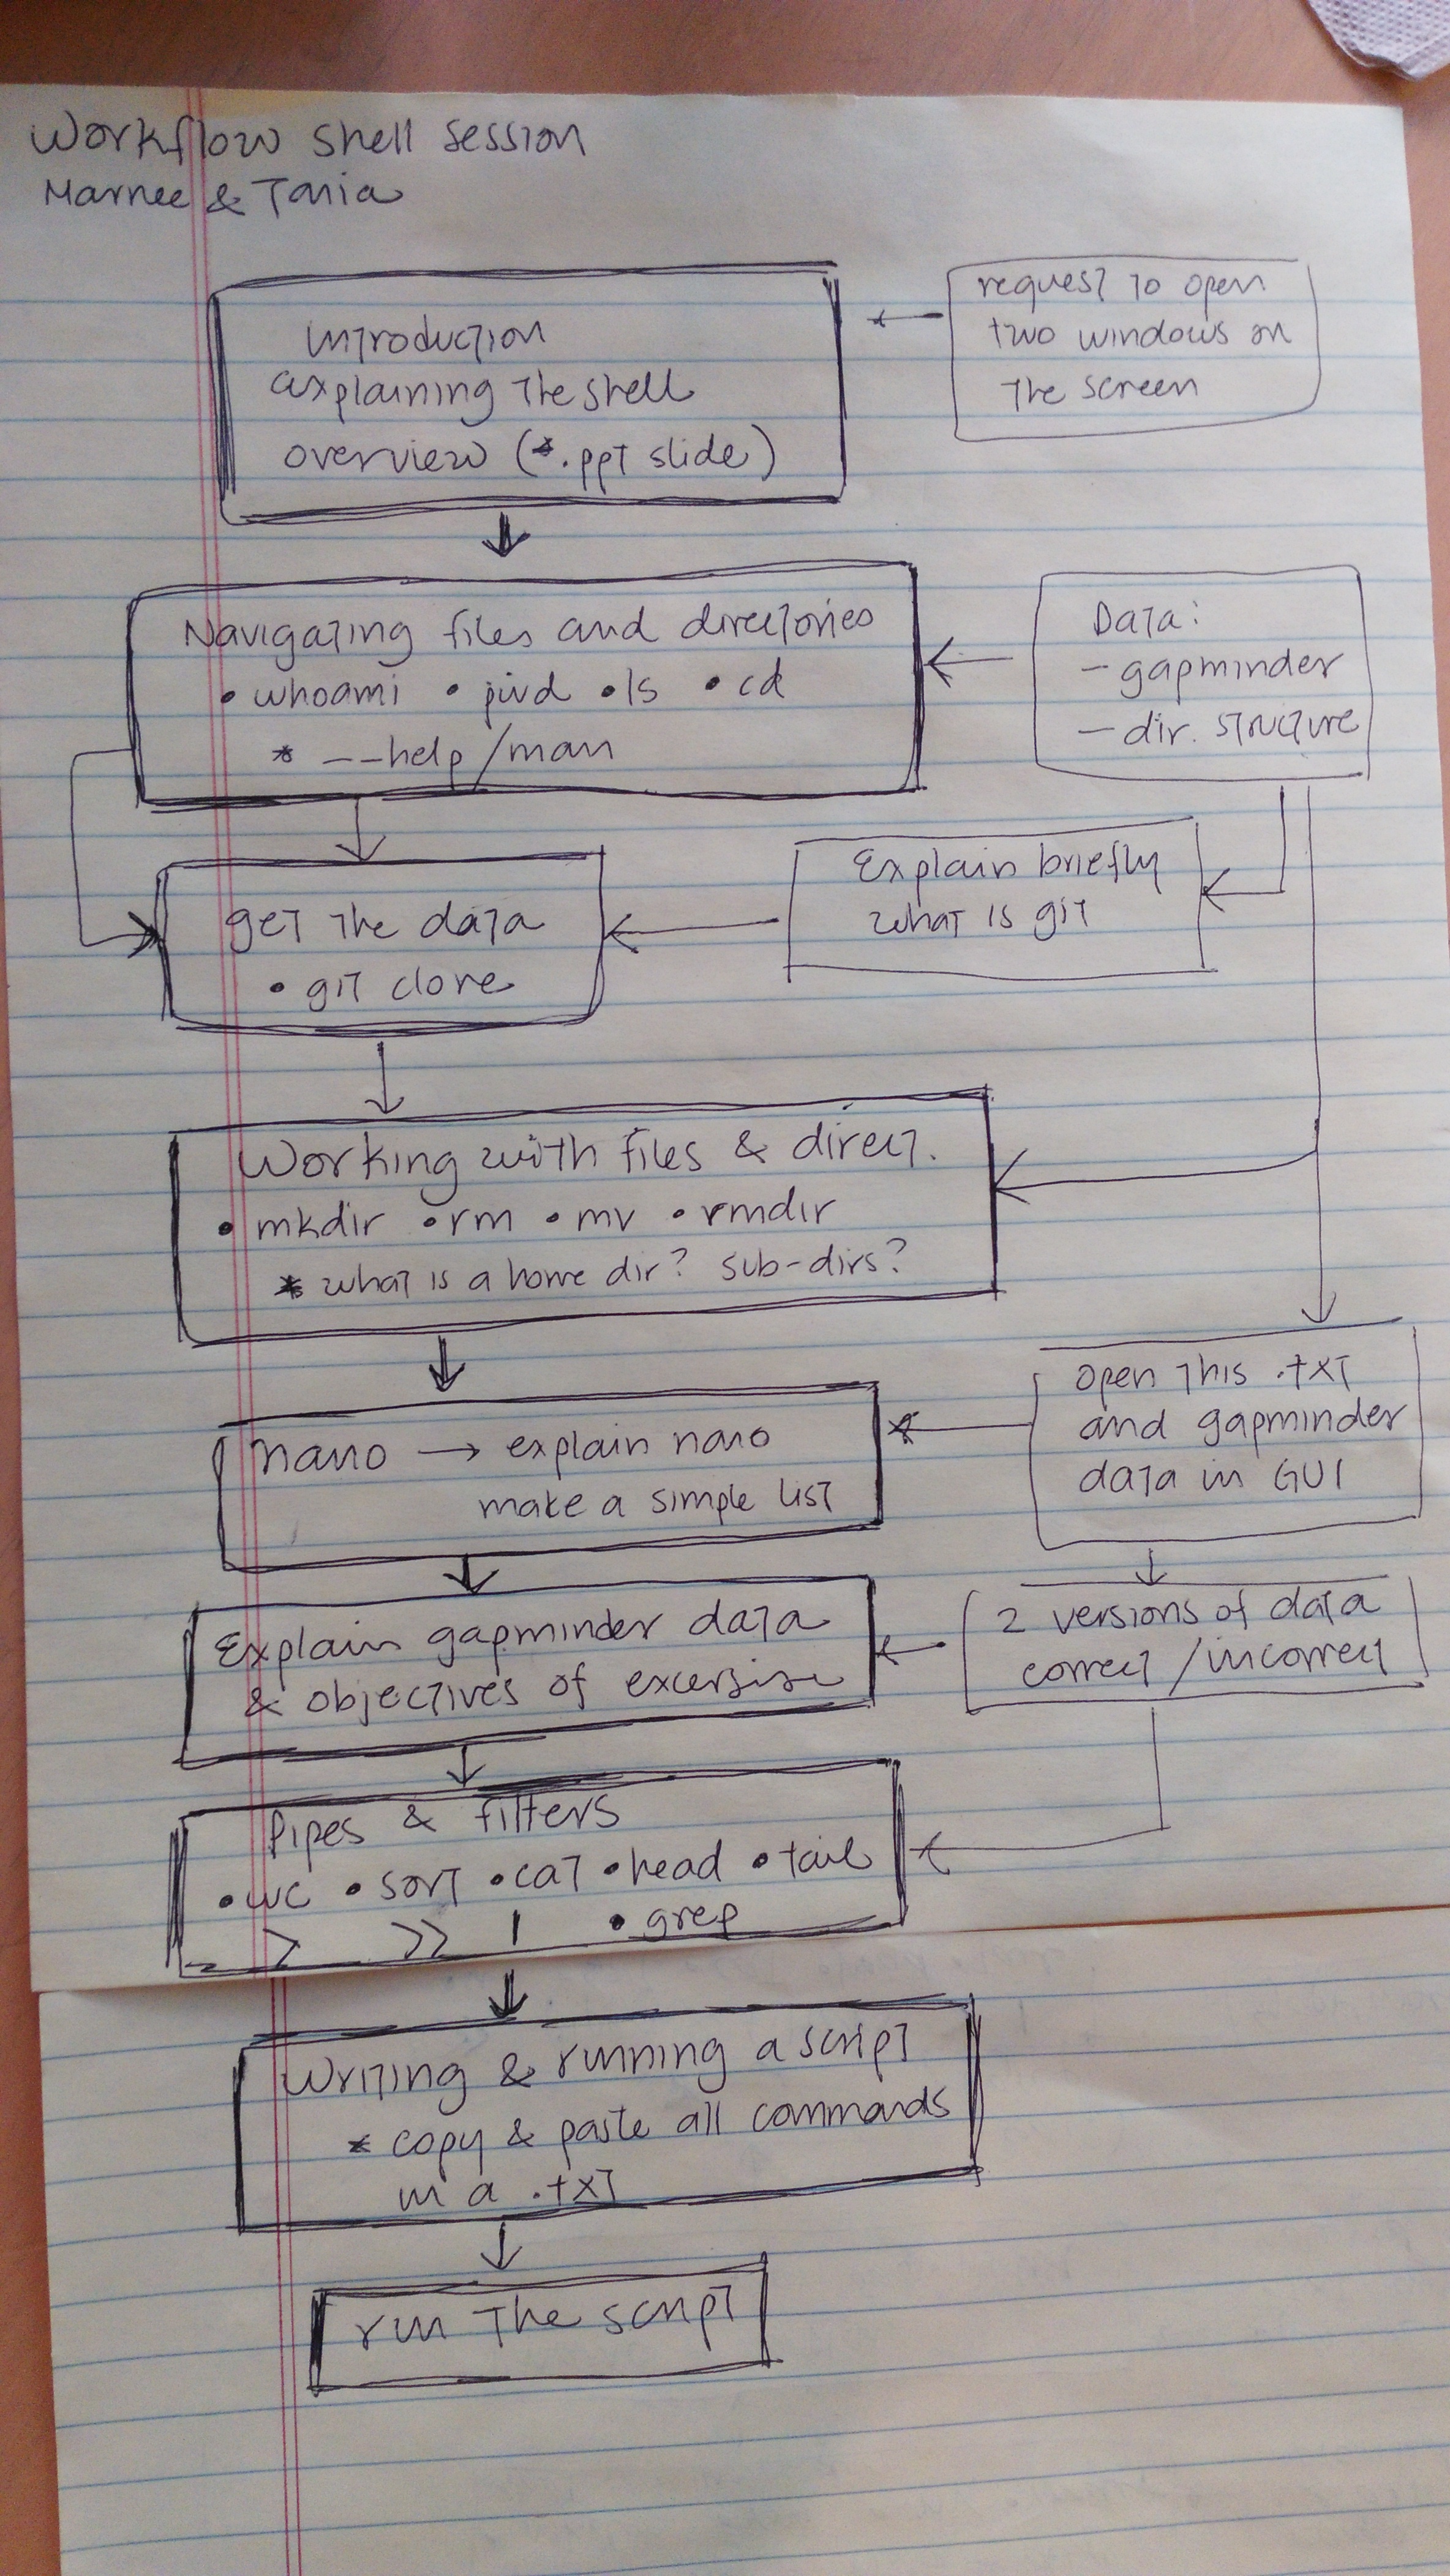 Workflow shell session
Marnee & Tania
Introduction
explaining the shell
overview (*.ppt slide)
request to open
two windows on
the screen
Navigating files and directories
• whoami • pwd • ls • cd
* --help/man
Data:
- gapminder
- dir. structure
get the data
• git clone
Explain briefly
what is git
Working with files & direct.
• mkdir • rm • mv • rmdir
* what is a home dir? sub-dirs?
nano → explain nano
make a simple list
open this .txt
and gapminder
data in GUI
Explain gapminder data
& objectives of excersise
2 versions of data
correct/incorrect
Pipes & filters
• wc • sort • cat • head • tail
> >> | • grep
Writing & running a script
* copy & paste all commands
in a .txt
run the script